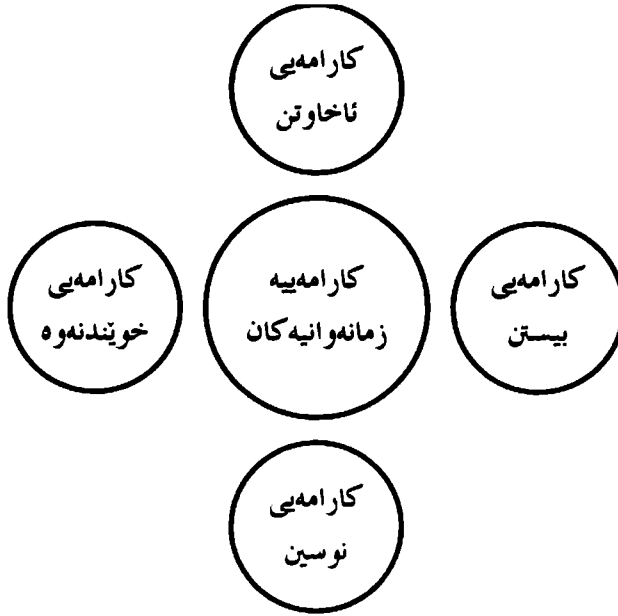 کارامەیی
ئاخاوتن
کارامەیی
بیستن
کارامەییە
زمانەوانیەکان
کارامەیی
خوێندنەوە
کارامەیی
نوسین